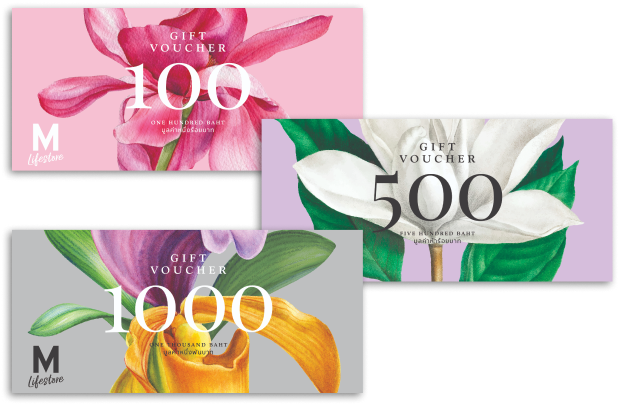 GIFT
VOUCHER
100
ONE HUNDRED BAHT
มูลค่าหนึ่งร้อยบาท
M
Lifestore
GIFT
VOUCHER
500
FIVE HUNDRED BAHT
มูลค่าห้าร้อยบาท
GIFT
VOUCHER
1000
ONE THOUSAND BAHT
มูลค่าหนึ่งพันบาท
M
Lifestore